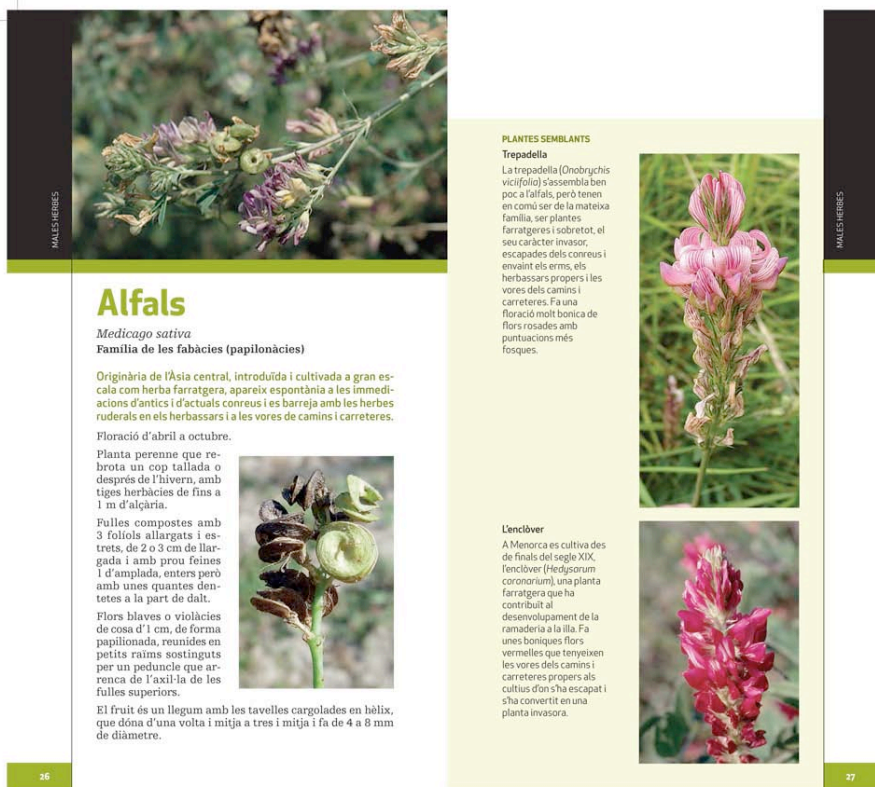 MALES HERBES
Alfals
Medicago sativa
Família de les fabàcies (papilonàcies)
Originària de l'Àsia central, introduïda i cultivada a gran es-
cala com herba farratgera, apareix espontània a les immedi-
acions d'antics i d'actuals conreus i es barreja amb les herbes
ruderals en els herbassars i a les vores de camins i carreteres.
Floració d'abril a octubre.
Planta perenne que re-
brota un cop tallada o
després de l'hivern, amb
tiges herbàcies de fins a
1 m d'alçària.
Fulles compostes amb
3 folíols allargats i es-
trets, de 2 o 3 cm de llar-
gada i amb prou feines
1 d'amplada, enters però
amb unes quantes den-
tetes a la part de dalt.
Flors blaves o violàcies
de cosa d'1 cm, de forma
papilionada, reunides en
petits raïms sostinguts
per un peduncle que ar-
renca de l'axil·la de les
fulles superiors.
El fruit és un llegum amb les tavelles cargolades en hèlix,
que dóna d'una volta i mitja a tres i mitja i fa de 4 a 8 mm
de diàmetre.
26
PLANTES SEMBLANTS
Trepadella
La trepadella (Onobrychis
viciifolia) s'assembla ben
poc a l'alfals, però tenen
en comú ser de la mateixa
família, ser plantes
farratgeres i sobretot, el
seu caràcter invasor,
escapades dels conreus i
envaint els erms, els
herbassars propers i les
vores dels camins i
carreteres. Fa una
floració molt bonica de
flors rosades amb
puntuacions més
fosques.
L'enclòver
A Menorca es cultiva des
de finals del segle XIX,
l'enclòver (Hedysarum
coronarium), una planta
farratgera que ha
contribuït al
desenvolupament de la
ramaderia a la illa. Fa
unes boniques flors
vermelles que tenyeixen
les vores dels camins i
carreteres propers als
cultius d'on s'ha escapat i
s'ha convertit en una
planta invasora.
MALES HERBES
27